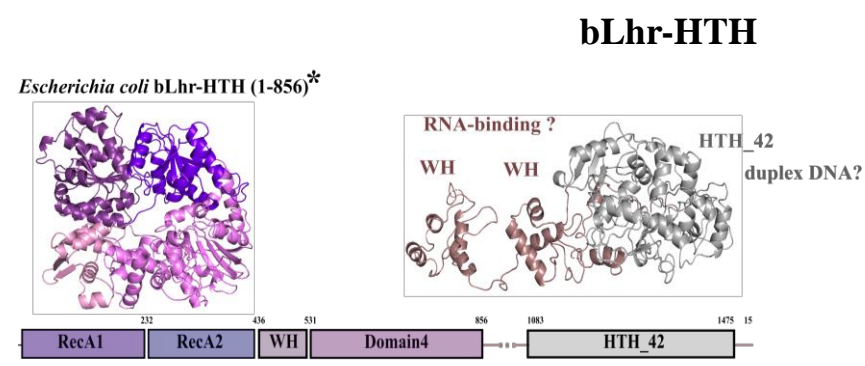 bLhr-HTH
Escherichia coli bLhr-HTH (1-856)*
RNA-binding ?
HTH_42
WH WH
duplex DNA?
232 436 531 856 1083 1475 15
RecA1 RecA2 WH Domain4 HTH_42